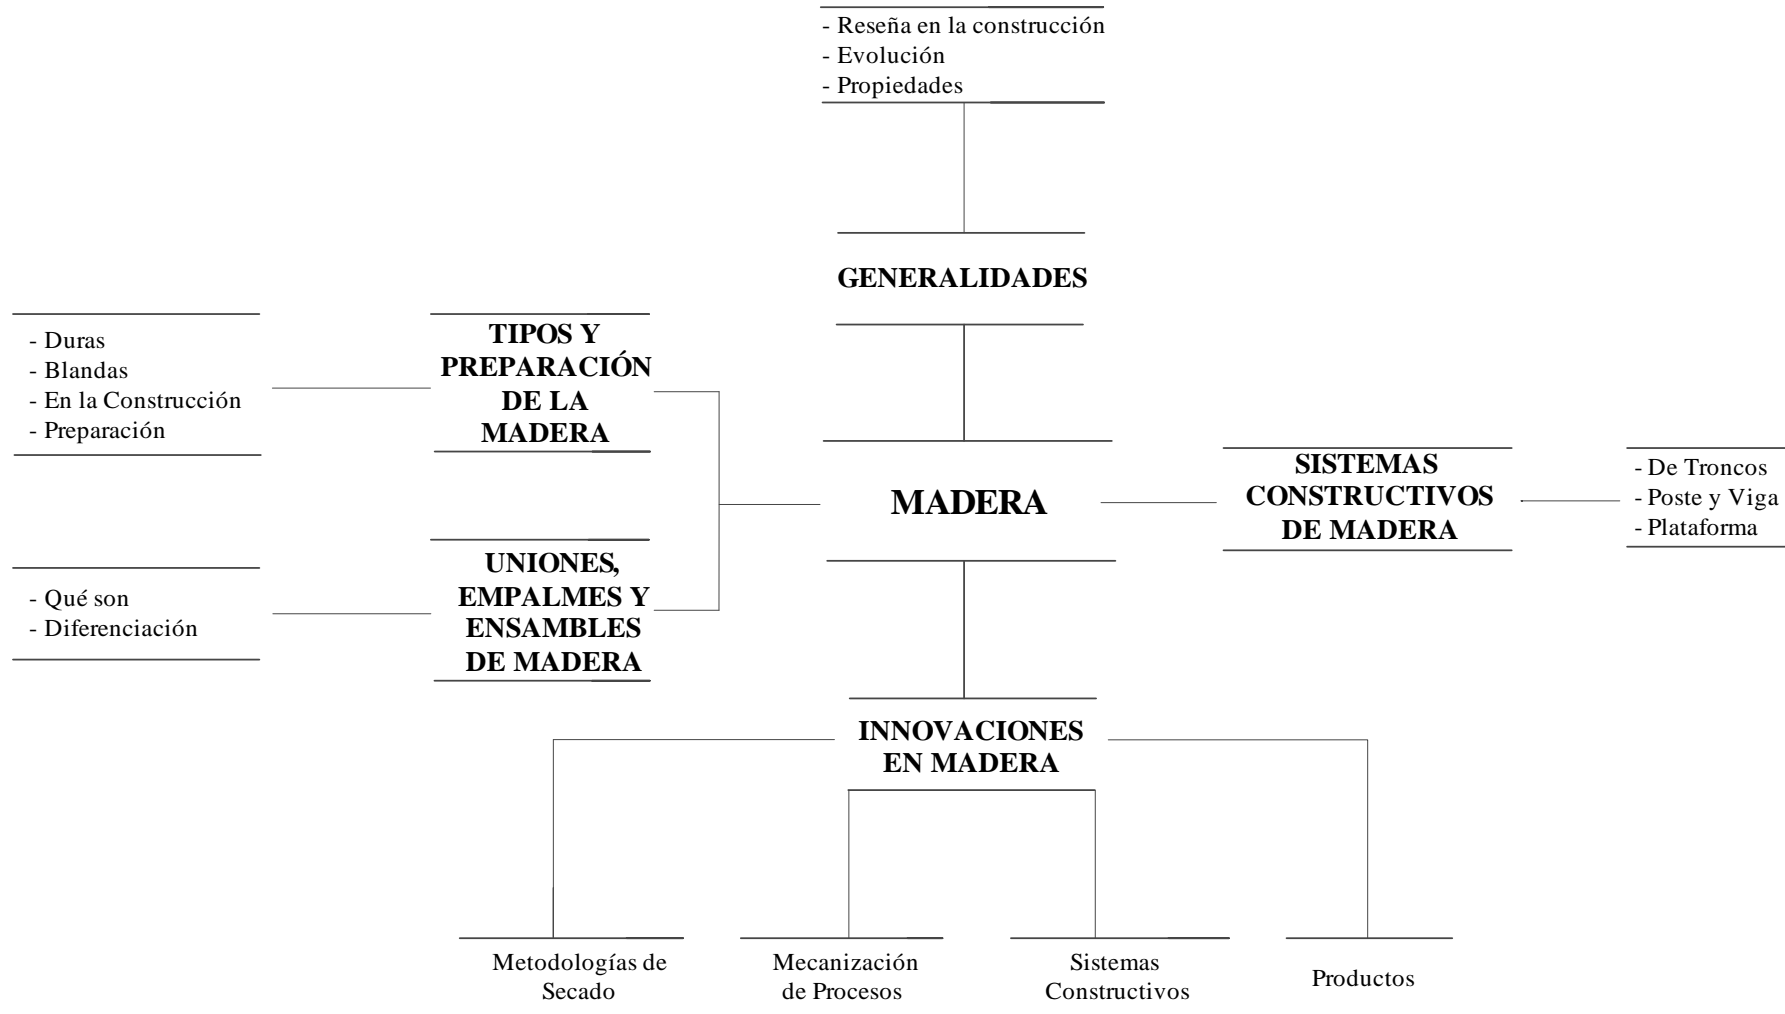 - Reseña en la construcción
- Evolución
- Propiedades
GENERALIDADES
- Duras
- Blandas
- En la Construcción
- Preparación
TIPOS Y
PREPARACIÓN
DE LA
MADERA
MADERA
SISTEMAS
CONSTRUCTIVOS
DE MADERA
- De Troncos
- Poste y Viga
- Plataforma
- Qué son
- Diferenciación
UNIONES,
EMPALMES Y
ENSAMBLES
DE MADERA
INNOVACIONES
EN MADERA
Metodologías de
Secado
Mecanización
de Procesos
Sistemas
Constructivos
Productos